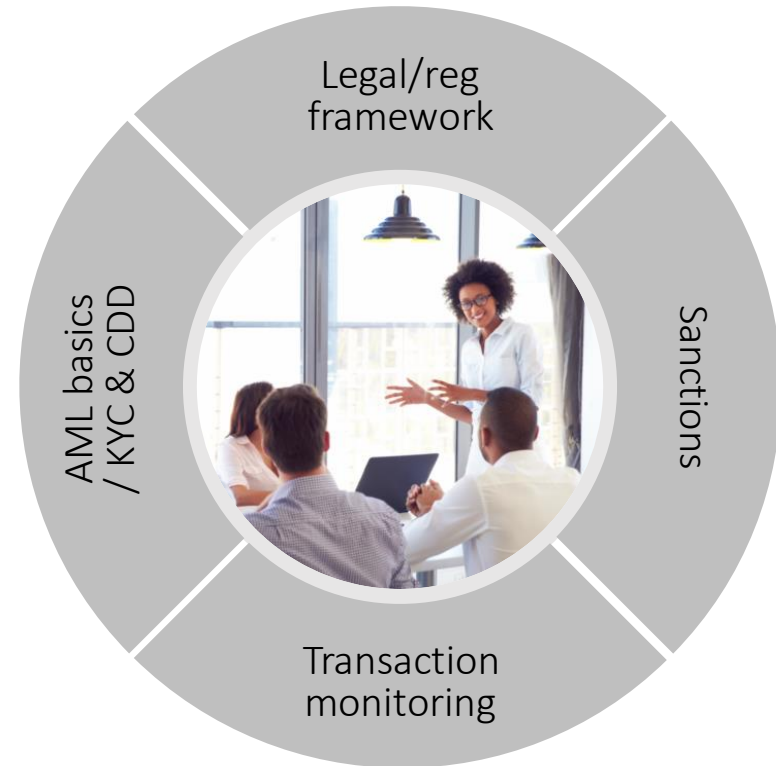 Legal/reg
framework
Sanctions
Transaction
monitoring
AML basics
/ KYC & CDD